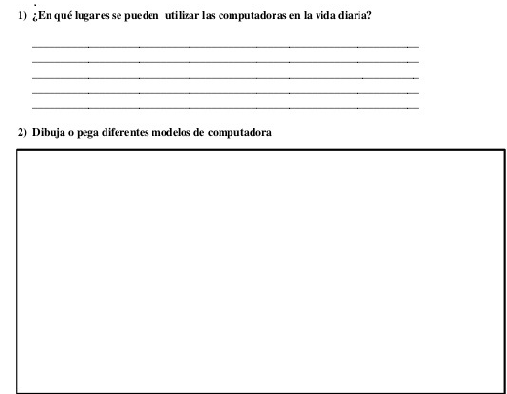 1) ¿En qué lugares se pueden utilizar las computadoras en la vida diaria?
2) Dibuja o pega diferentes modelos de computadora